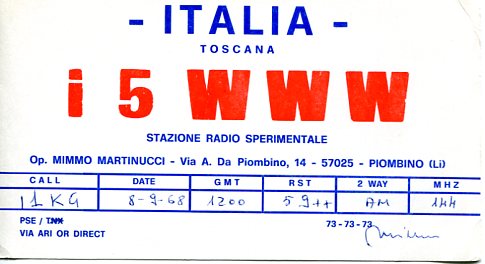 - ITALIA -
TOSCANA
i 5 WWW
STAZIONE RADIO SPERIMENTALE
Op. MIMMO MARTINUCCI - Via A. Da Piombino, 14 - 57025 - PIOMBINO (Li)
CALL DATE GMT RST 2 WAY MHZ
I1KG 8-9-68 1200 59++ AM 144
PSE / TNX 73-73-73
VIA ARI OR DIRECT